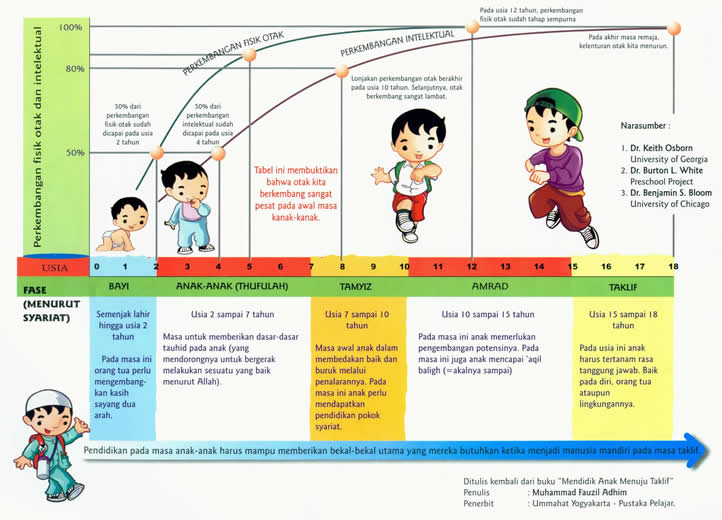 Perkembangan fisik otak dan intelektual
100%
80%
50%
PERKEMBANGAN FISIK OTAK
PERKEMBANGAN INTELEKTUAL
Pada usia 12 tahun, perkembangan
fisik otak sudah tahap sempurna
Pada akhir masa remaja,
kelenturan otak kita menurun.
Lonjakan perkembangan otak berakhir
pada usia 10 tahun. Selanjutnya, otak
berkembang sangat lambat.
50% dari
perkembangan
fisik otak sudah
dicapai pada usia
2 tahun
50% dari
perkembangan
intelektual sudah
dicapai pada usia
4 tahun
Tabel ini membuktikan
bahwa otak kita
berkembang sangat
pesat pada awal masa
kanak-kanak.
Narasumber :
1. Dr. Keith Osborn
University of Georgia
2. Dr. Burton L. White
Preschool Project
3. Dr. Benjamin S. Bloom
University of Chicago
USIA 0 1 2 3 4 5 6 7 8 9 10 11 12 13 14 15 16 17 18
FASE
(MENURUT
SYARIAT)
BAYI
Semenjak lahir
hingga usia 2
tahun
Pada masa ini
orang tua perlu
mengembang-
kan kasih
sayang dua
arah.
ANAK-ANAK (THUFULAH)
Usia 2 sampai 7 tahun
Masa untuk memberikan dasar-dasar
tauhid pada anak (yang
mendorongnya untuk bergerak
melakukan sesuatu yang baik
menurut Allah).
TAMYIZ
Usia 7 sampai 10
tahun
Masa awal anak dalam
membedakan baik dan
buruk melalui
penalarannya. Pada
masa ini anak perlu
mendapatkan
pendidikan pokok
syariat.
AMRAD
Usia 10 sampai 15 tahun
Pada masa ini anak memerlukan
pengembangan potensinya. Pada
masa ini juga anak mencapai 'aqil
baligh (=akalnya sampai)
TAKLIF
Usia 15 sampai 18
tahun
Pada usia ini anak
harus tertanam rasa
tanggung jawab. Baik
pada diri, orang tua
ataupun
lingkungannya.
Pendidikan pada masa anak-anak harus mampu memberikan bekal-bekal utama yang mereka butuhkan ketika menjadi manusia mandiri pada masa taklif.
Ditulis kembali dari buku "Mendidik Anak Menuju Taklif"
Penulis : Muhammad Fauzil Adhim
Penerbit : Ummahat Yogyakarta - Pustaka Pelajar.